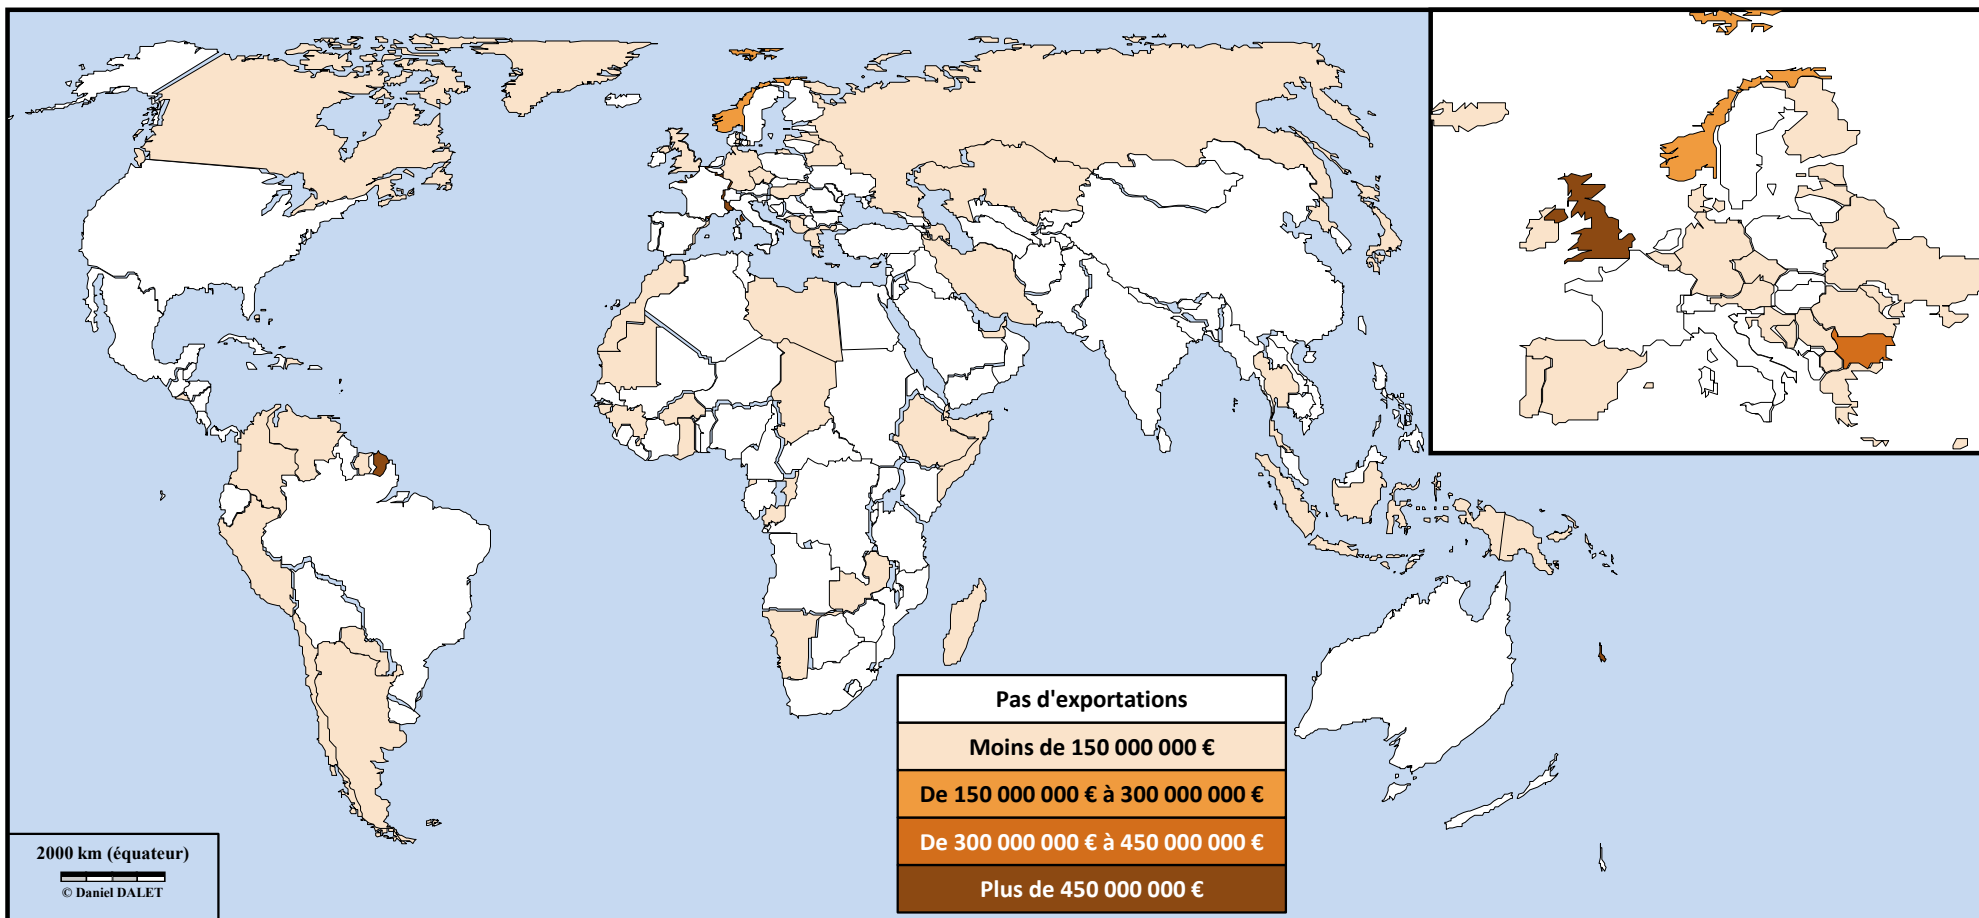 Pas d'exportations
Moins de 150 000 000 €
De 150 000 000 € à 300 000 000 €
De 300 000 000 € à 450 000 000 €
Plus de 450 000 000 €
2000 km (équateur)
© Daniel DALET